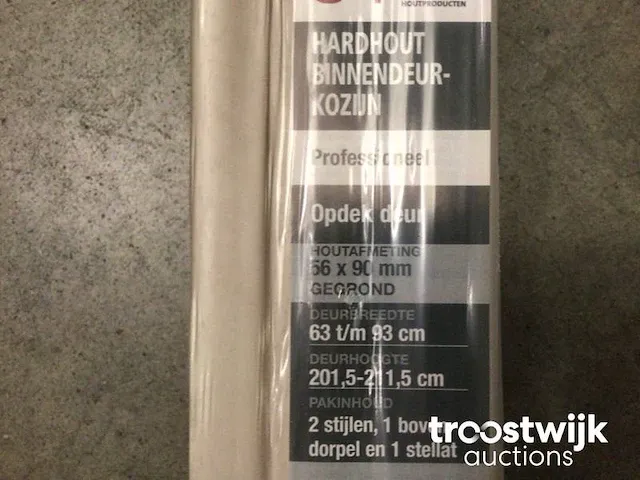 HOUTPRODUCTEN
HARDHOUT
BINNENDEUR-
KOZIJN
Professioneel
Opdek deur
HOUTAFMETING
56 x 90 mm
GEGROND
DEURBREEDTE
63 t/m 93 cm
DEURHOOGTE
201,5-211,5 cm
PAKINHOUD
2 stijlen, 1 boven-
dorpel en 1 stellat
troostwijk
auctions